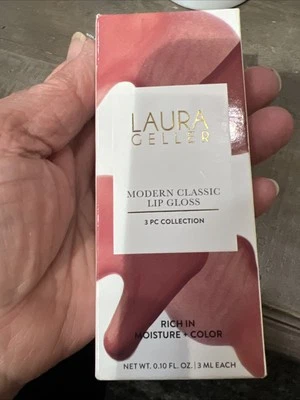 LAURA
GELLER
MODERN CLASSIC
LIP GLOSS
3 PC COLLECTION
RICH IN
MOISTURE + COLOR
NET WT. 0.10 FL. OZ. | 3 ML EACH